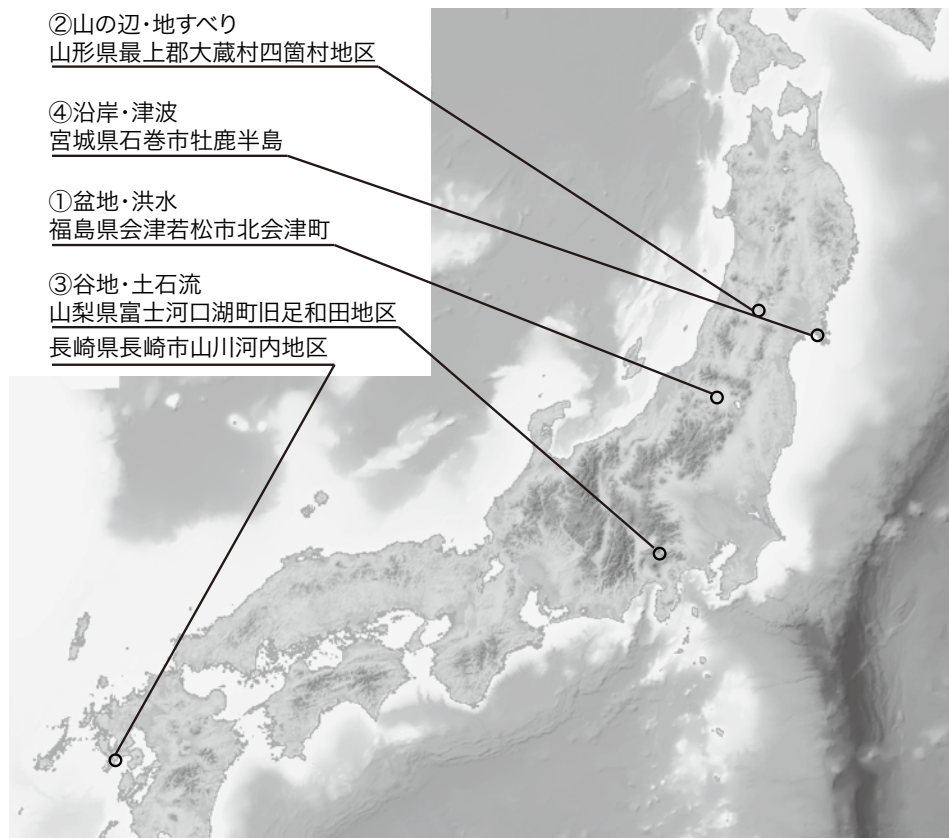 ②山の辺・地すべり
山形県最上郡大蔵村四箇村地区
④沿岸・津波
宮城県石巻市牡鹿半島
①盆地・洪水
福島県会津若松市北会津町
③谷地・土石流
山梨県富士河口湖町旧足和田地区
長崎県長崎市山川河内地区